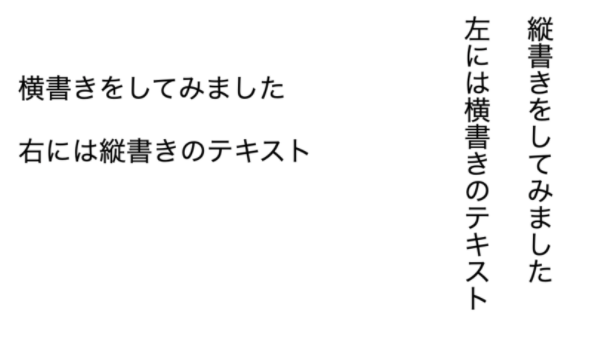 横書きをしてみました
右には縦書きのテキスト
縦書きをしてみました
左には横書きのテキスト